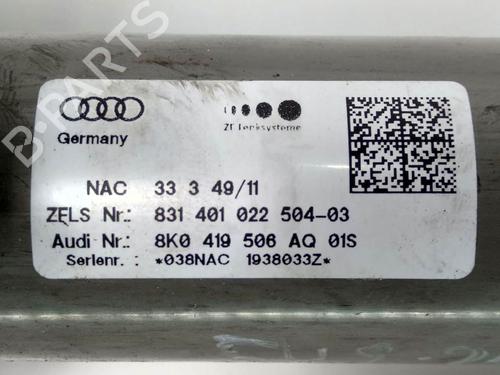 B-PARTS
ZF Lenksysteme
Germany
NAC 33 3 49/11
ZFLS Nr.: 831 401 022 504-03
Audi Nr.: 8K0 419 506 AQ 01S
Serienr.: *038NAC 1938033Z*